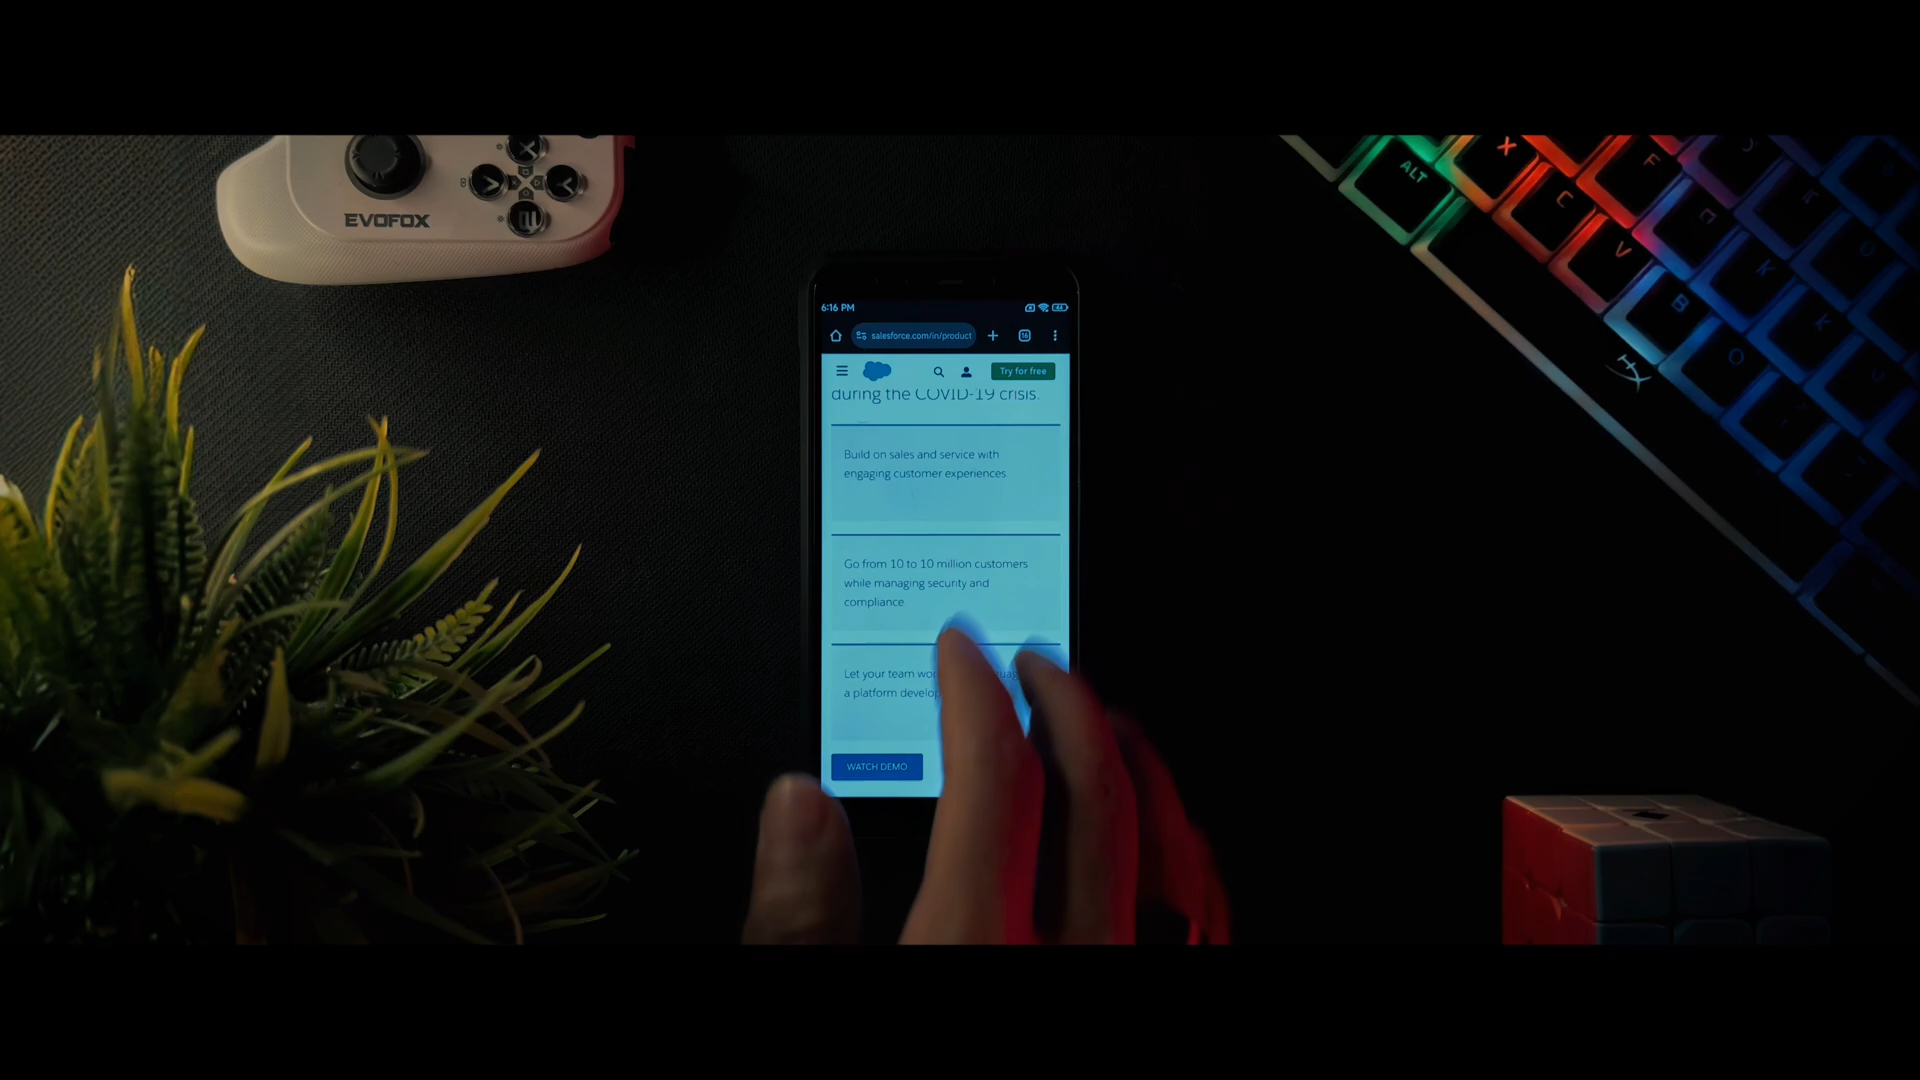 EVOFOX
ALT
X
C
V
F
B
6:16 PM
44
salesforce.com/in/product
16
Try for free
during the COVID-19 crisis.
Build on sales and service with
engaging customer experiences
Go from 10 to 10 million customers
while managing security and
compliance
Let your team
a platform
WATCH DEMO